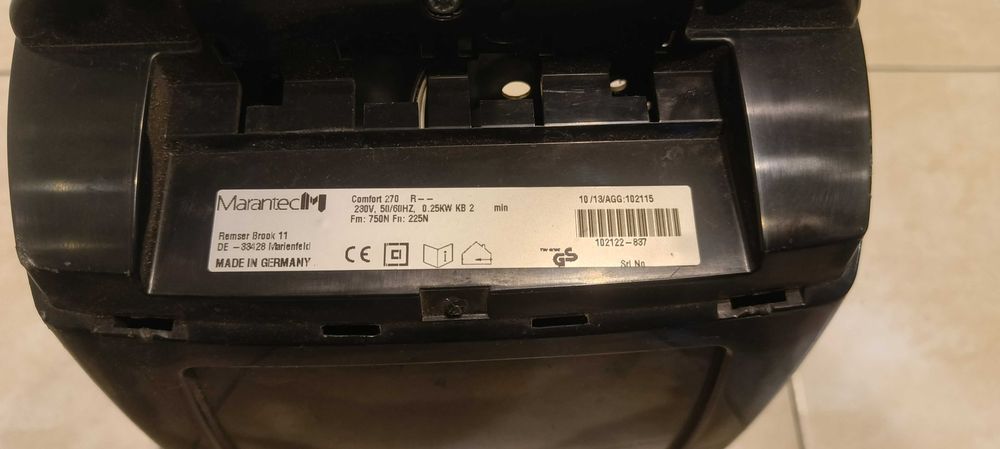 Marantec
Remser Brook 11
DE -33428 Marienfeld
MADE IN GERMANY
Comfort 270 R--
230V, 50/60HZ, 0.25KW KB 2 min
Fm: 750N Fn: 225N
CE
GS
10/13/AGG:102115
102122-837
Srl.No